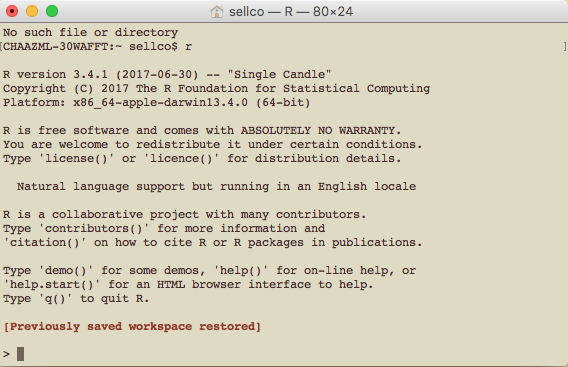 sellco — R — 80×24
No such file or directory
[CHAAZML-30WAFFT:~ sellco$ r ]
R version 3.4.1 (2017-06-30) -- "Single Candle"
Copyright (C) 2017 The R Foundation for Statistical Computing
Platform: x86_64-apple-darwin13.4.0 (64-bit)
R is free software and comes with ABSOLUTELY NO WARRANTY.
You are welcome to redistribute it under certain conditions.
Type 'license()' or 'licence()' for distribution details.
Natural language support but running in an English locale
R is a collaborative project with many contributors.
Type 'contributors()' for more information and
'citation()' on how to cite R or R packages in publications.
Type 'demo()' for some demos, 'help()' for on-line help, or
'help.start()' for an HTML browser interface to help.
Type 'q()' to quit R.
[Previously saved workspace restored]
>